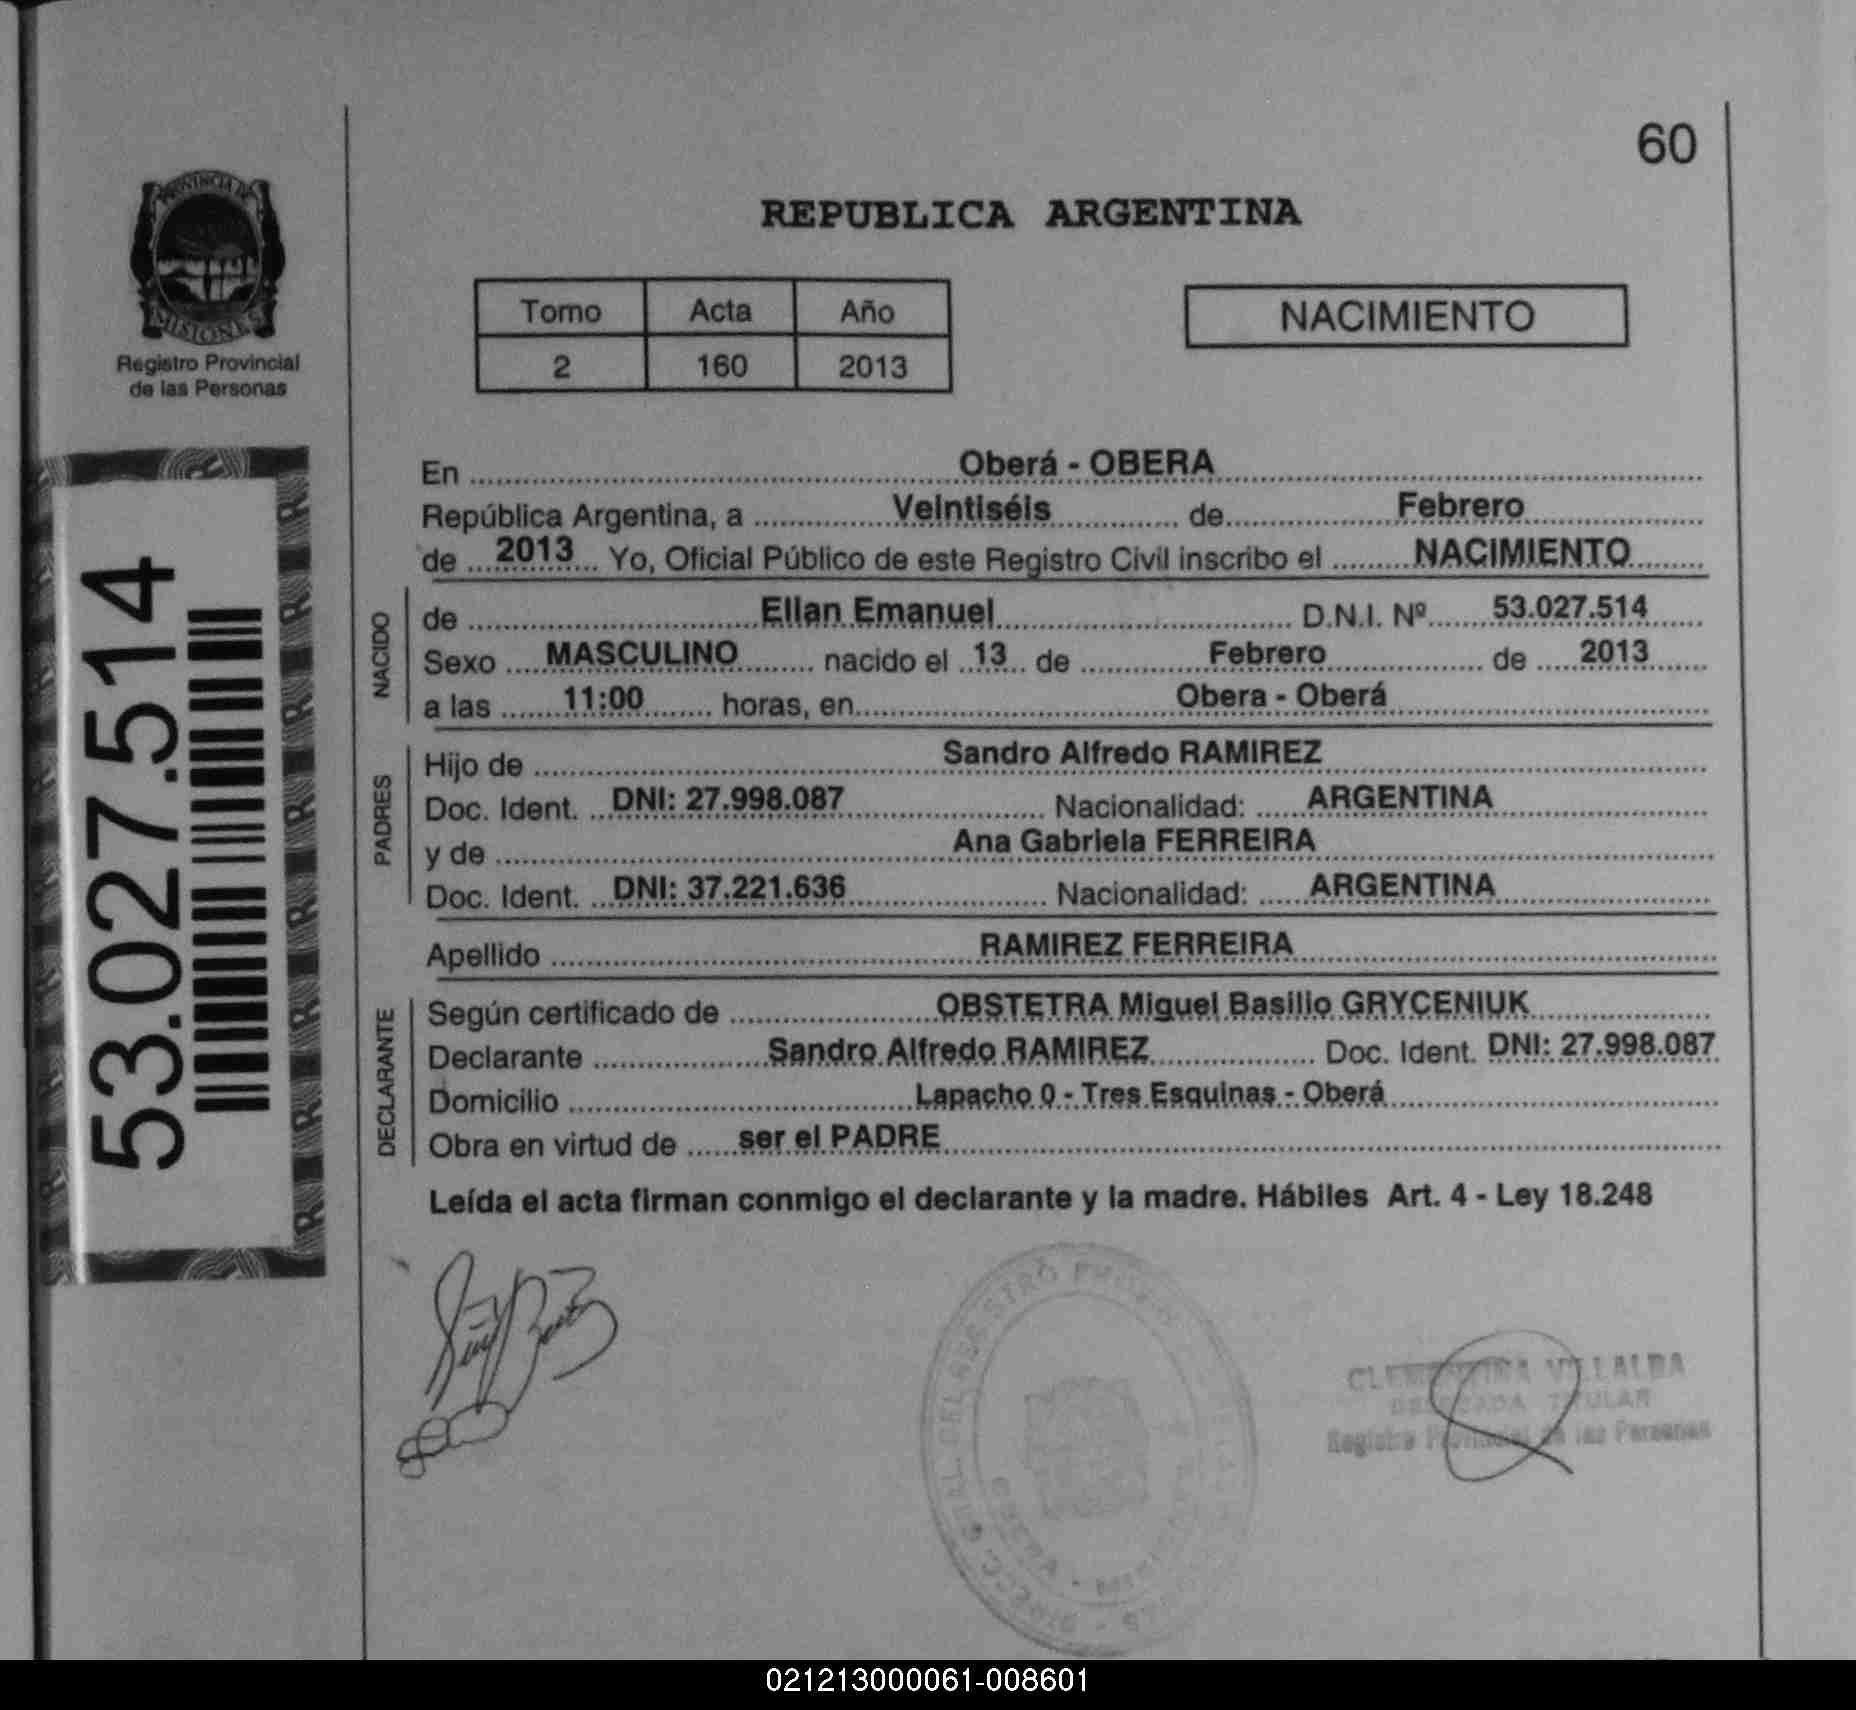 60
PROVINCIA DE
MISIONES
Registro Provincial
de las Personas
REPUBLICA ARGENTINA
Tomo Acta Año
2 160 2013
NACIMIENTO
53.027.514
En Oberá - OBERA
República Argentina, a Veintiséis de Febrero
de 2013 Yo, Oficial Público de este Registro Civil inscribo el NACIMIENTO
NACIDO
de Elian Emanuel D.N.I. Nº 53.027.514
Sexo MASCULINO nacido el 13 de Febrero de 2013
a las 11:00 horas, en Obera - Oberá
PADRES
Hijo de Sandro Alfredo RAMIREZ
Doc. Ident. DNI: 27.998.087 Nacionalidad: ARGENTINA
y de Ana Gabriela FERREIRA
Doc. Ident. DNI: 37.221.636 Nacionalidad: ARGENTINA
Apellido RAMIREZ FERREIRA
DECLARANTE
Según certificado de OBSTETRA Miguel Basilio GRYCENIUK
Declarante Sandro Alfredo RAMIREZ Doc. Ident. DNI: 27.998.087
Domicilio Lapacho 0 - Tres Esquinas - Oberá
Obra en virtud de ser el PADRE
Leída el acta firman conmigo el declarante y la madre. Hábiles Art. 4 - Ley 18.248
CLEMENTINA VILLALBA
DELEGADA TITULAR
Registro Provincial de las Personas
021213000061-008601